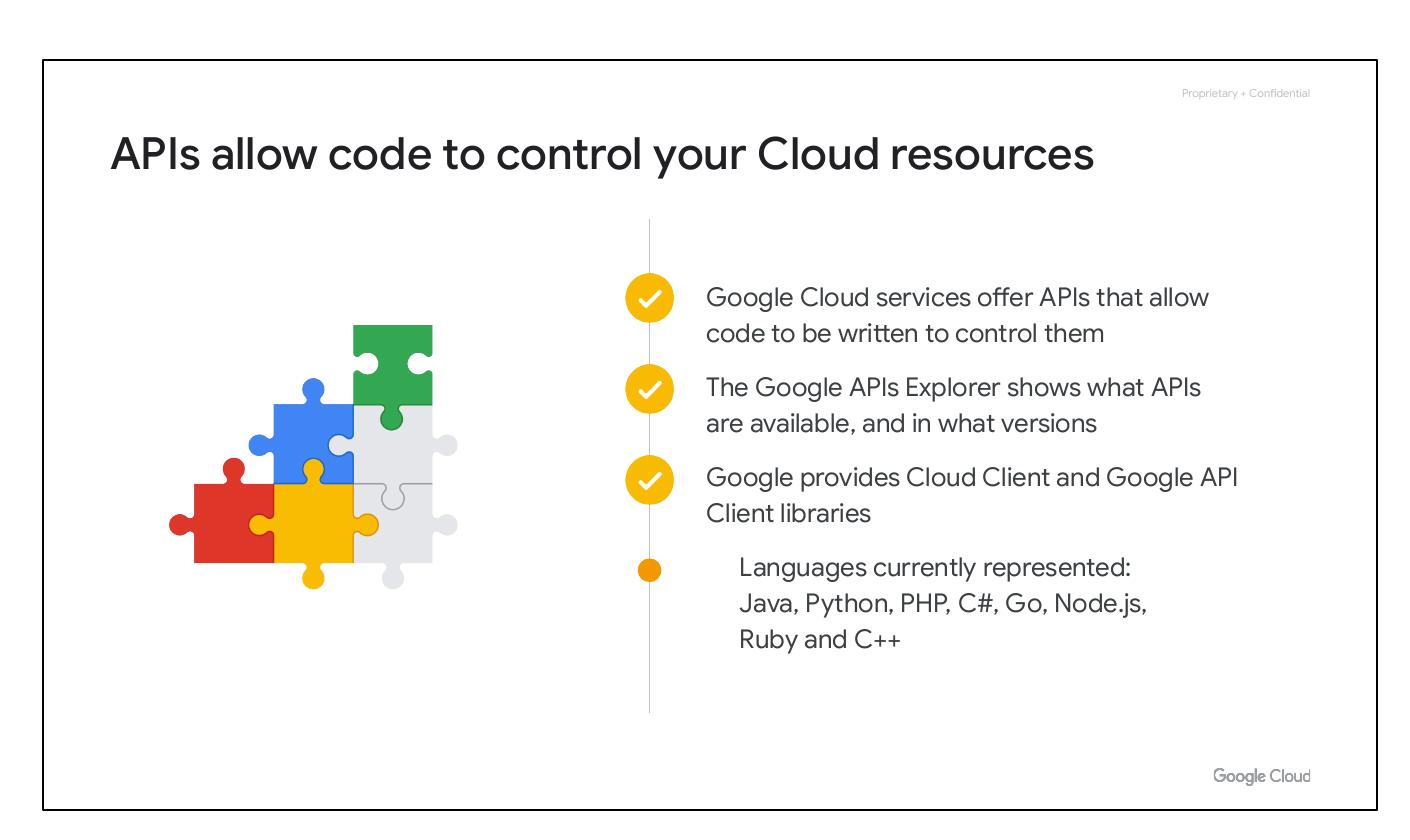 Proprietary + Confidential
APIs allow code to control your Cloud resources
Google Cloud services offer APIs that allow
code to be written to control them
The Google APIs Explorer shows what APIs
are available, and in what versions
Google provides Cloud Client and Google API
Client libraries
Languages currently represented:
Java, Python, PHP, C#, Go, Node.js,
Ruby and C++
Google Cloud